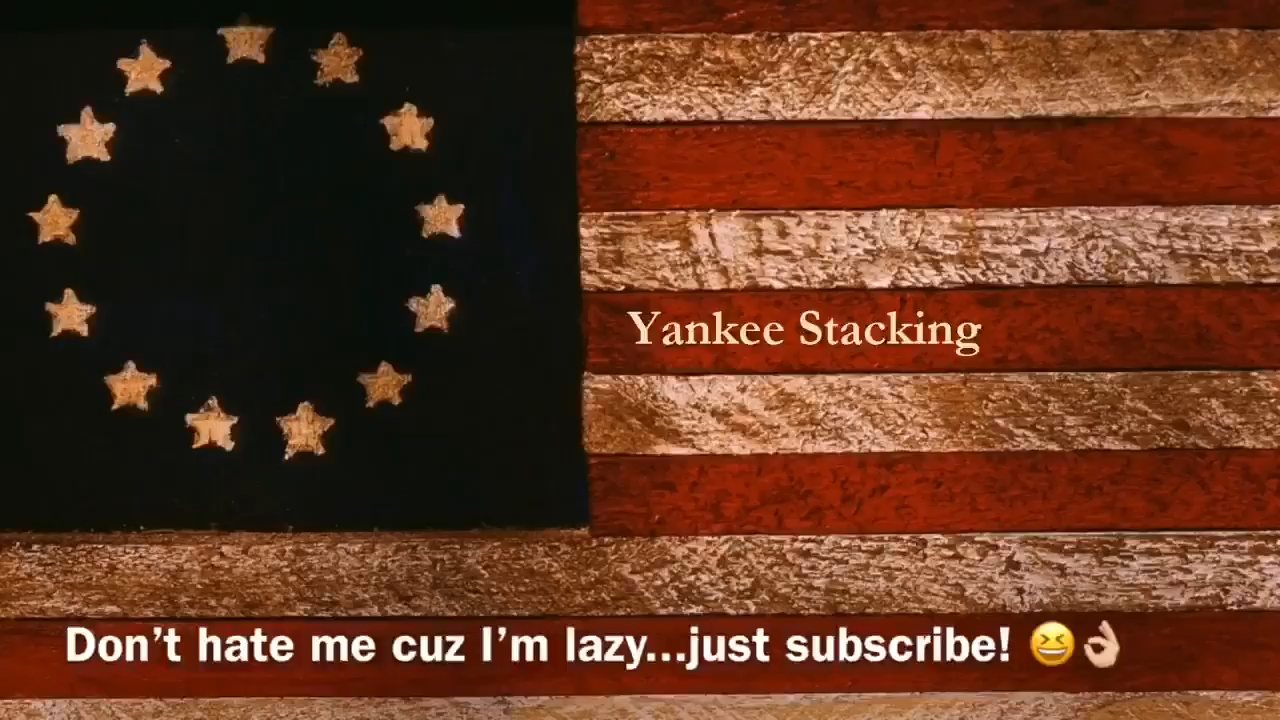 Yankee Stacking
Don’t hate me cuz I’m lazy...just subscribe! 😆👌🏼